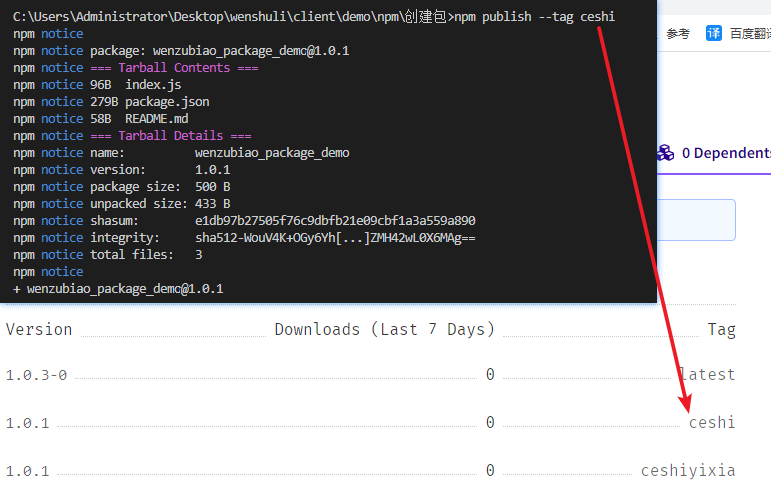 C:\Users\Administrator\Desktop\wenshuli\client\demo\npm\创建包>npm publish --tag ceshi
npm notice
npm notice package: wenzubiao_package_demo@1.0.1
npm notice === Tarball Contents ===
npm notice 96B index.js
npm notice 279B package.json
npm notice 58B README.md
npm notice === Tarball Details ===
npm notice name: wenzubiao_package_demo
npm notice version: 1.0.1
npm notice package size: 500 B
npm notice unpacked size: 433 B
npm notice shasum: e1db97b27505f76c9dbfb21e09cbf1a3a559a890
npm notice integrity: sha512-WouV4K+OGy6Yh[...]ZMH42wL0X6MAg==
npm notice total files: 3
npm notice
+ wenzubiao_package_demo@1.0.1
参考 译 百度翻译
0 Dependents
Version Downloads (Last 7 Days) Tag
1.0.3-0 0 latest
1.0.1 0 ceshi
1.0.1 0 ceshiyixia